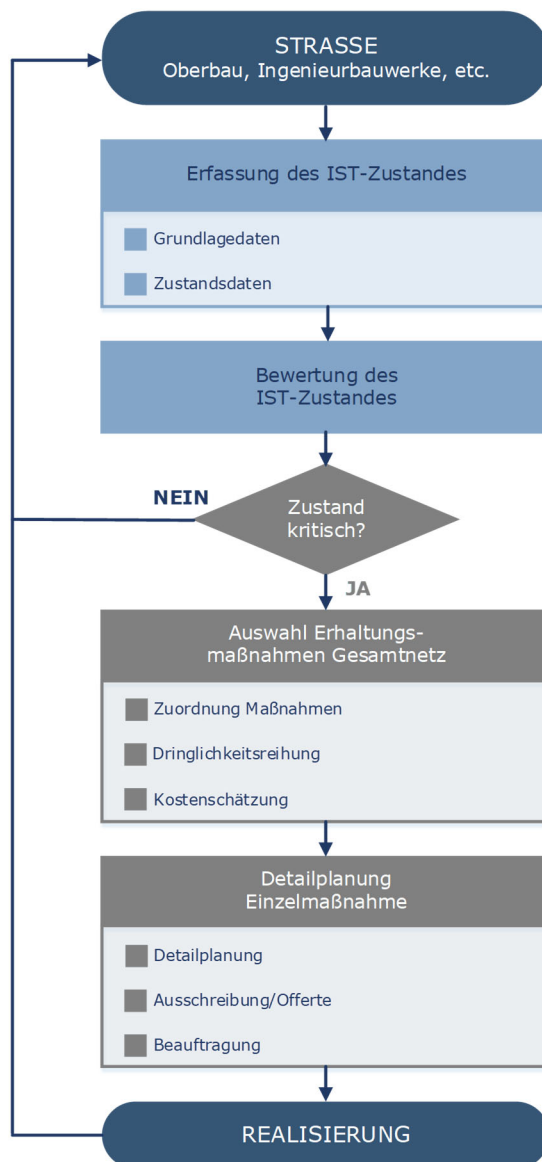 STRASSE
Oberbau, Ingenieurbauwerke, etc.
Erfassung des IST-Zustandes
Grundlagedaten
Zustandsdaten
Bewertung des
IST-Zustandes
NEIN
Zustand
kritisch?
JA
Auswahl Erhaltungs-
maßnahmen Gesamtnetz
Zuordnung Maßnahmen
Dringlichkeitsreihung
Kostenschätzung
Detailplanung
Einzelmaßnahme
Detailplanung
Ausschreibung/Offerte
Beauftragung
REALISIERUNG